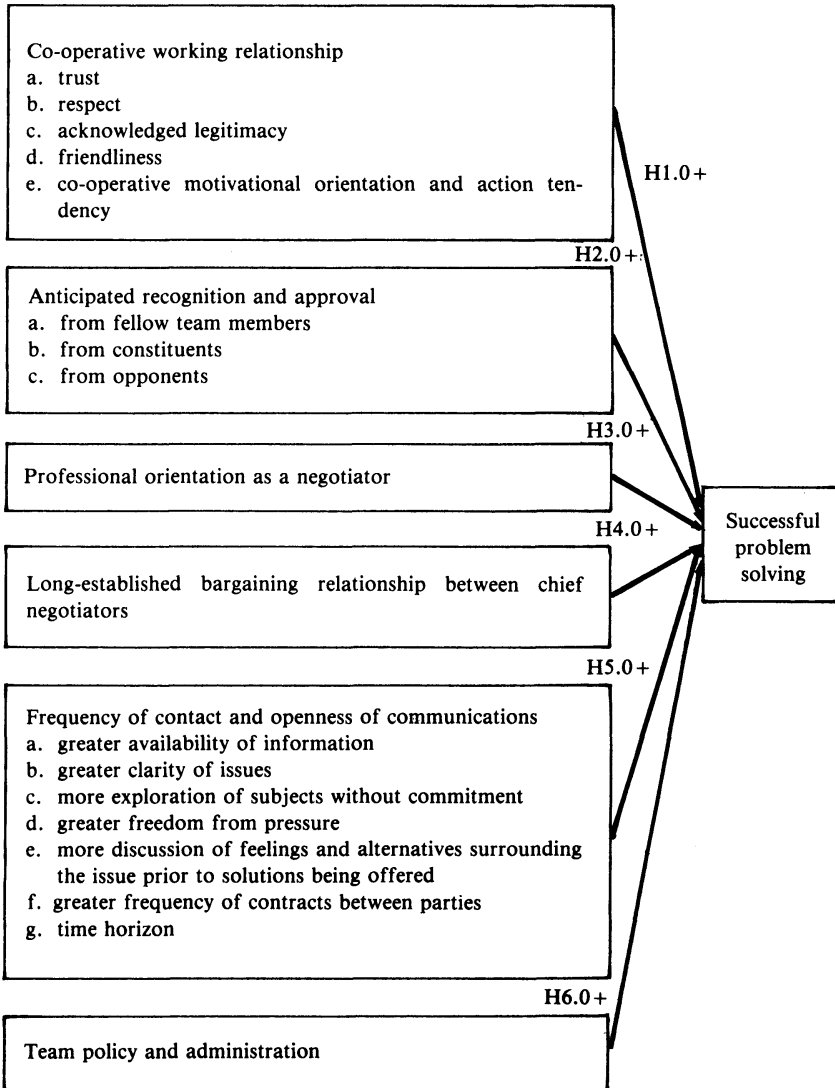 Co-operative working relationship
a. trust
b. respect
c. acknowledged legitimacy
d. friendliness
e. co-operative motivational orientation and action ten-
dency
H1.0+
H2.0+
Anticipated recognition and approval
a. from fellow team members
b. from constituents
c. from opponents
H3.0+
Professional orientation as a negotiator
H4.0+
Successful
problem
solving
Long-established bargaining relationship between chief
negotiators
H5.0+
Frequency of contact and openness of communications
a. greater availability of information
b. greater clarity of issues
c. more exploration of subjects without commitment
d. greater freedom from pressure
e. more discussion of feelings and alternatives surrounding
the issue prior to solutions being offered
f. greater frequency of contracts between parties
g. time horizon
H6.0+
Team policy and administration